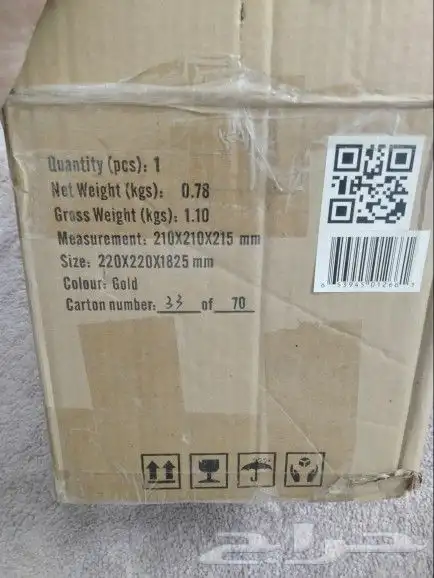 Quantity (pcs): 1
Net Weight (kgs): 0.78
Gross Weight (kgs): 1.10
Measurement: 210X210X215 mm
Size: 220X220X1825 mm
Colour: Gold
Carton number: 33 of 70
حراج